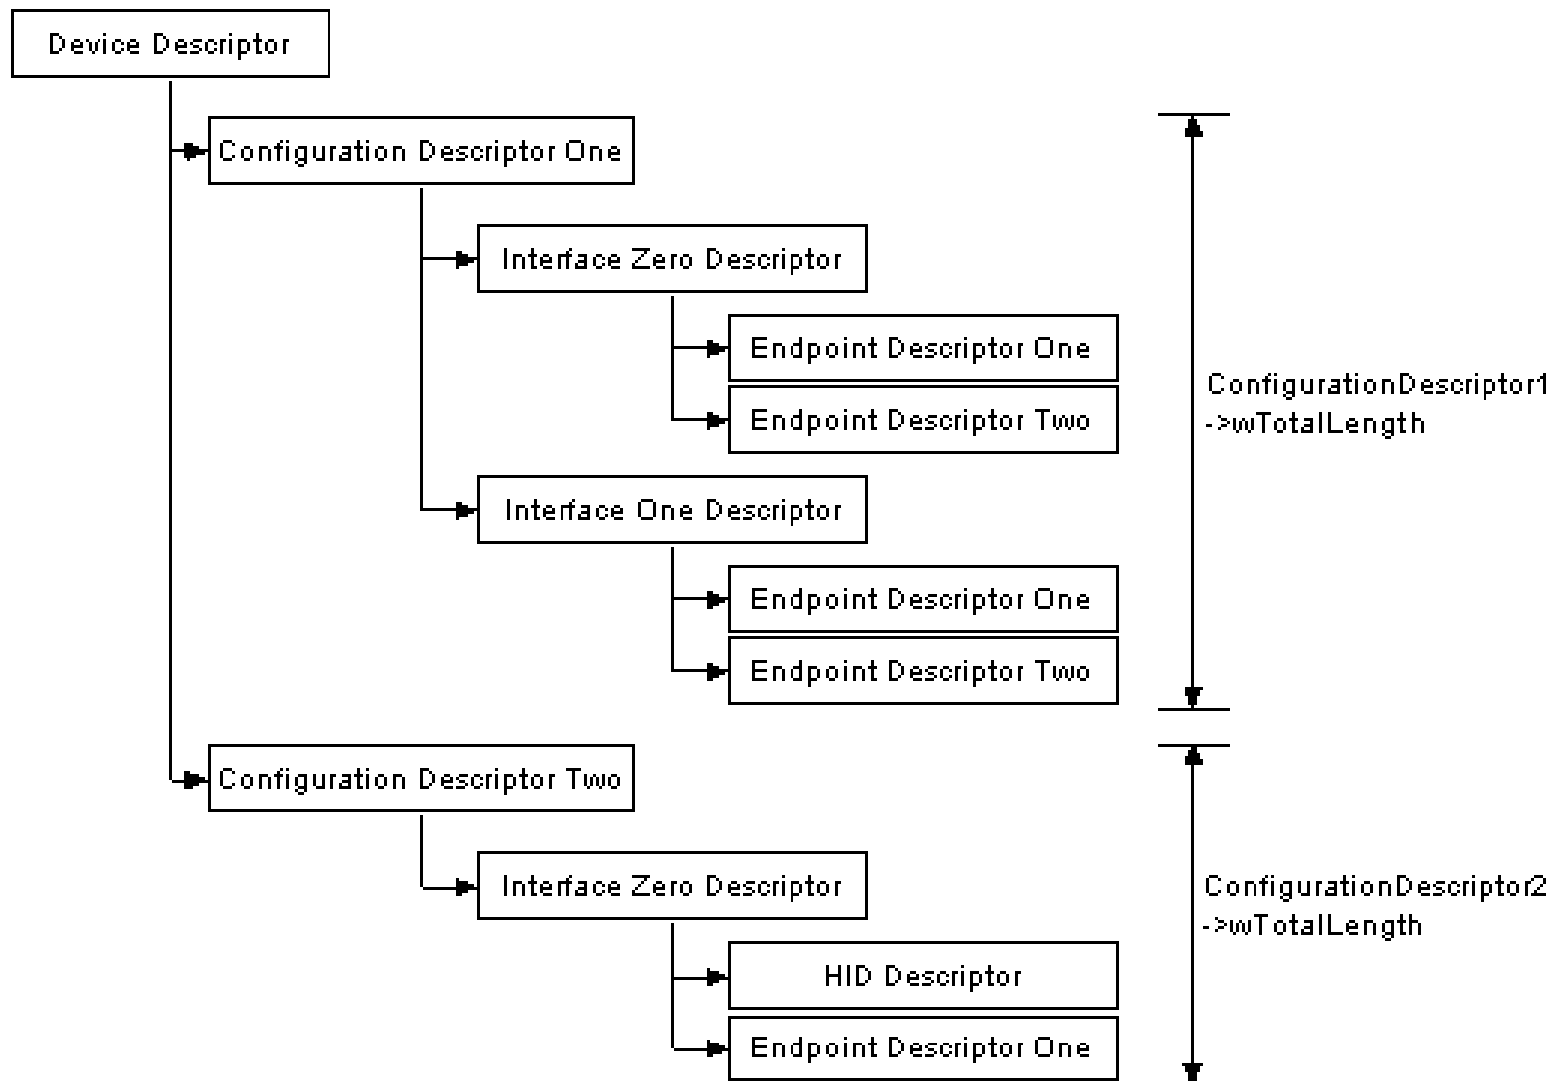 Device Descriptor
Configuration Descriptor One
Interface Zero Descriptor
Endpoint Descriptor One
Endpoint Descriptor Two
ConfigurationDescriptor1
->wTotalLength
Interface One Descriptor
Endpoint Descriptor One
Endpoint Descriptor Two
Configuration Descriptor Two
Interface Zero Descriptor
ConfigurationDescriptor2
->wTotalLength
HID Descriptor
Endpoint Descriptor One